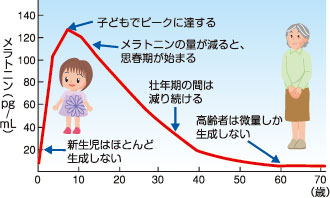 メラトニン(pg/mL)
140
120
100
80
60
40
20
0
10
20
30
40
50
60
70
(歳)
子どもでピークに達する
メラトニンの量が減ると、
思春期が始まる
壮年期の間は
減り続ける
高齢者は微量しか
生成しない
新生児はほとんど
生成しない